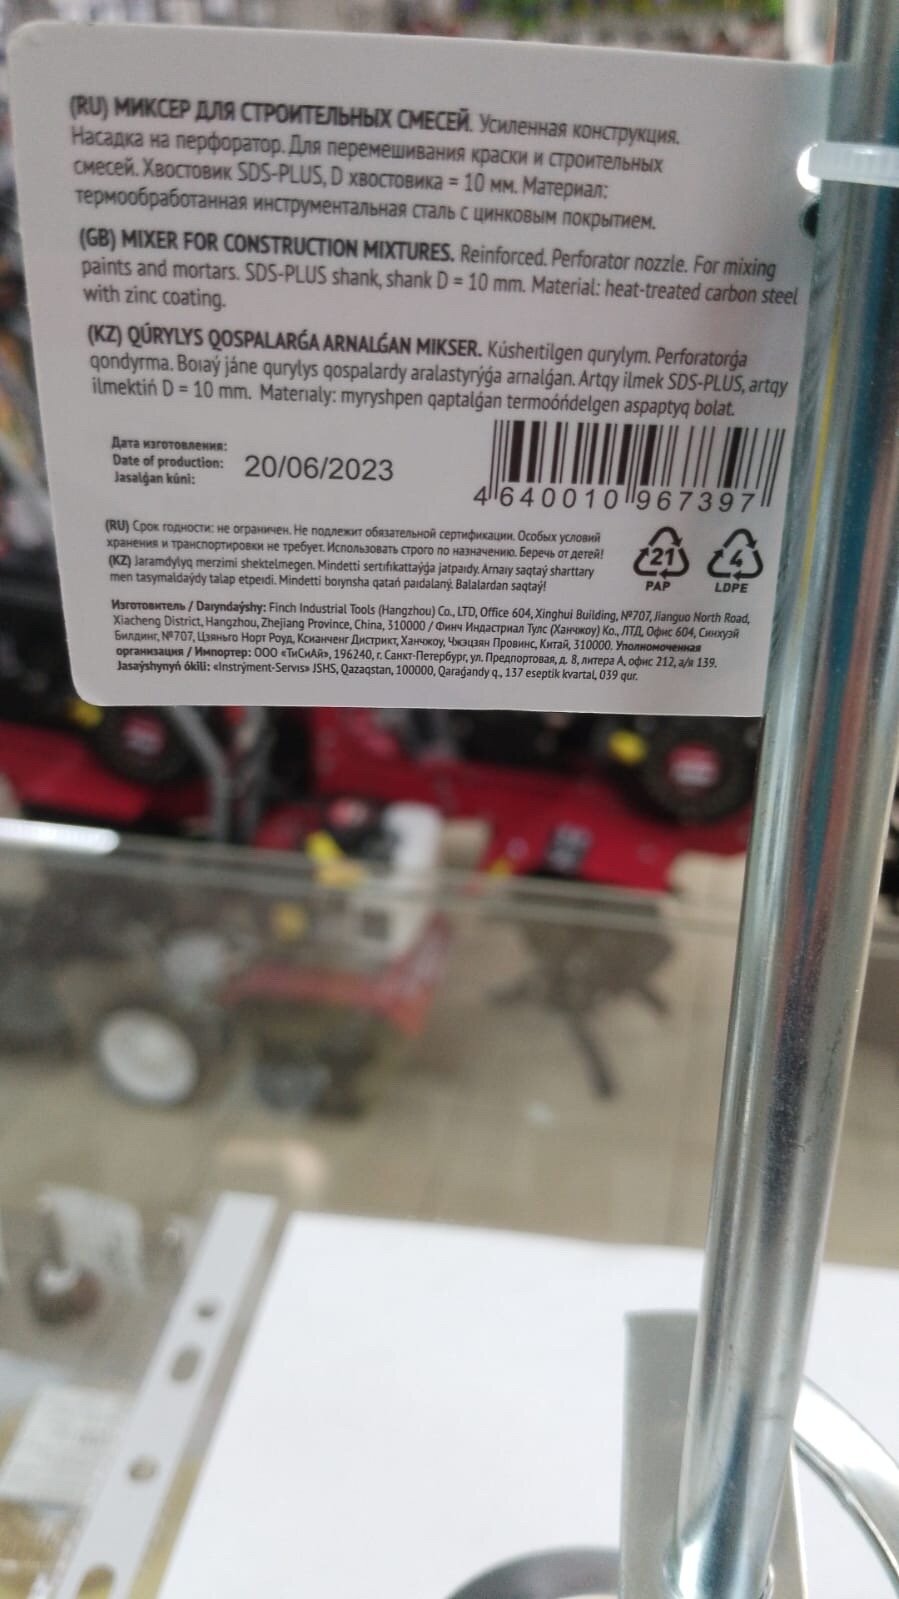 (RU) МИКСЕР ДЛЯ СТРОИТЕЛЬНЫХ СМЕСЕЙ. Усиленная конструкция.
Насадка на перфоратор. Для перемешивания краски и строительных
смесей. Хвостовик SDS-PLUS, D хвостовика = 10 мм. Материал:
термообработанная инструментальная сталь с цинковым покрытием.
(GB) MIXER FOR CONSTRUCTION MIXTURES. Reinforced. Perforator nozzle. For mixing
paints and mortars. SDS-PLUS shank, shank D = 10 mm. Material: heat-treated carbon steel
with zinc coating.
(KZ) QÚRYLYS QOSPALARǴA ARNALǴAN MIKSER. Kúsheıtilgen qurylym. Perforatorǵa
qondyrma. Boıaý jáne qurylys qospalardy aralastyrýǵa arnalǵan. Artqy ilmek SDS-PLUS, artqy
ilmektiń D = 10 mm. Materıaly: myryshpen qaptalǵan termoóńdelgen aspaptyq bolat.
Дата изготовления:
Date of production: 20/06/2023
Jasalǵan kúni:
4 640010 967397
(RU) Срок годности: не ограничен. Не подлежит обязательной сертификации. Особых условий
хранения и транспортировки не требует. Использовать строго по назначению. Беречь от детей!
(KZ) Jaramdylyq merzimi shektelmegen. Mindetti sertıfıkattaýǵa jatpaıdy. Arnaıy saqtaý sharttary
men tasymaldaýdy talap etpeıdi. Mindetti boıynsha qatań paıdalaný. Balalardan saqtaý!
21 4
PAP LDPE
Изготовитель / Daıyndaýshy: Finch Industrial Tools (Hangzhou) Co., LTD, Office 604, Xinghui Building, №707, Jianguo North Road,
Xiacheng District, Hangzhou, Zhejiang Province, China, 310000 / Финч Индастриал Тулс (Ханчжоу) Ко., ЛТД, Офис 604, Синхуэй
Билдинг, №707, Цзяньго Норт Роуд, Ксианченг Дистрикт, Ханчжоу, Чжэцзян Провинс, Китай, 310000. Уполномоченная
организация / Импортер: ООО «ТиСиАй», 196240, г. Санкт-Петербург, ул. Предпортовая, д. 8, литера А, офис 212, а/я 139.
Jasaýshynyń ókili: «Instrýment-Servıs» JSHS, Qazaqstan, 100000, Qaraǵandy q., 137 eseptik kvartal, 039 qur.